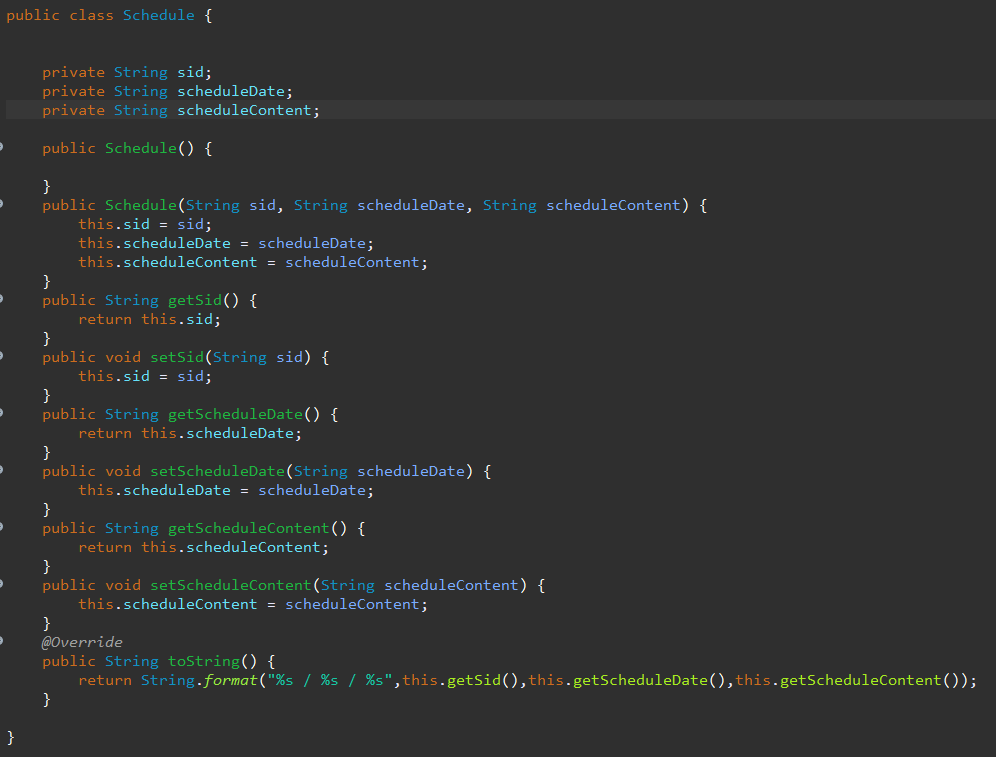 public class Schedule {
private String sid;
private String scheduleDate;
private String scheduleContent;
public Schedule() {
}
public Schedule(String sid, String scheduleDate, String scheduleContent) {
this.sid = sid;
this.scheduleDate = scheduleDate;
this.scheduleContent = scheduleContent;
}
public String getSid() {
return this.sid;
}
public void setSid(String sid) {
this.sid = sid;
}
public String getScheduleDate() {
return this.scheduleDate;
}
public void setScheduleDate(String scheduleDate) {
this.scheduleDate = scheduleDate;
}
public String getScheduleContent() {
return this.scheduleContent;
}
public void setScheduleContent(String scheduleContent) {
this.scheduleContent = scheduleContent;
}
@Override
public String toString() {
return String.format("%s / %s / %s",this.getSid(),this.getScheduleDate(),this.getScheduleContent());
}
}